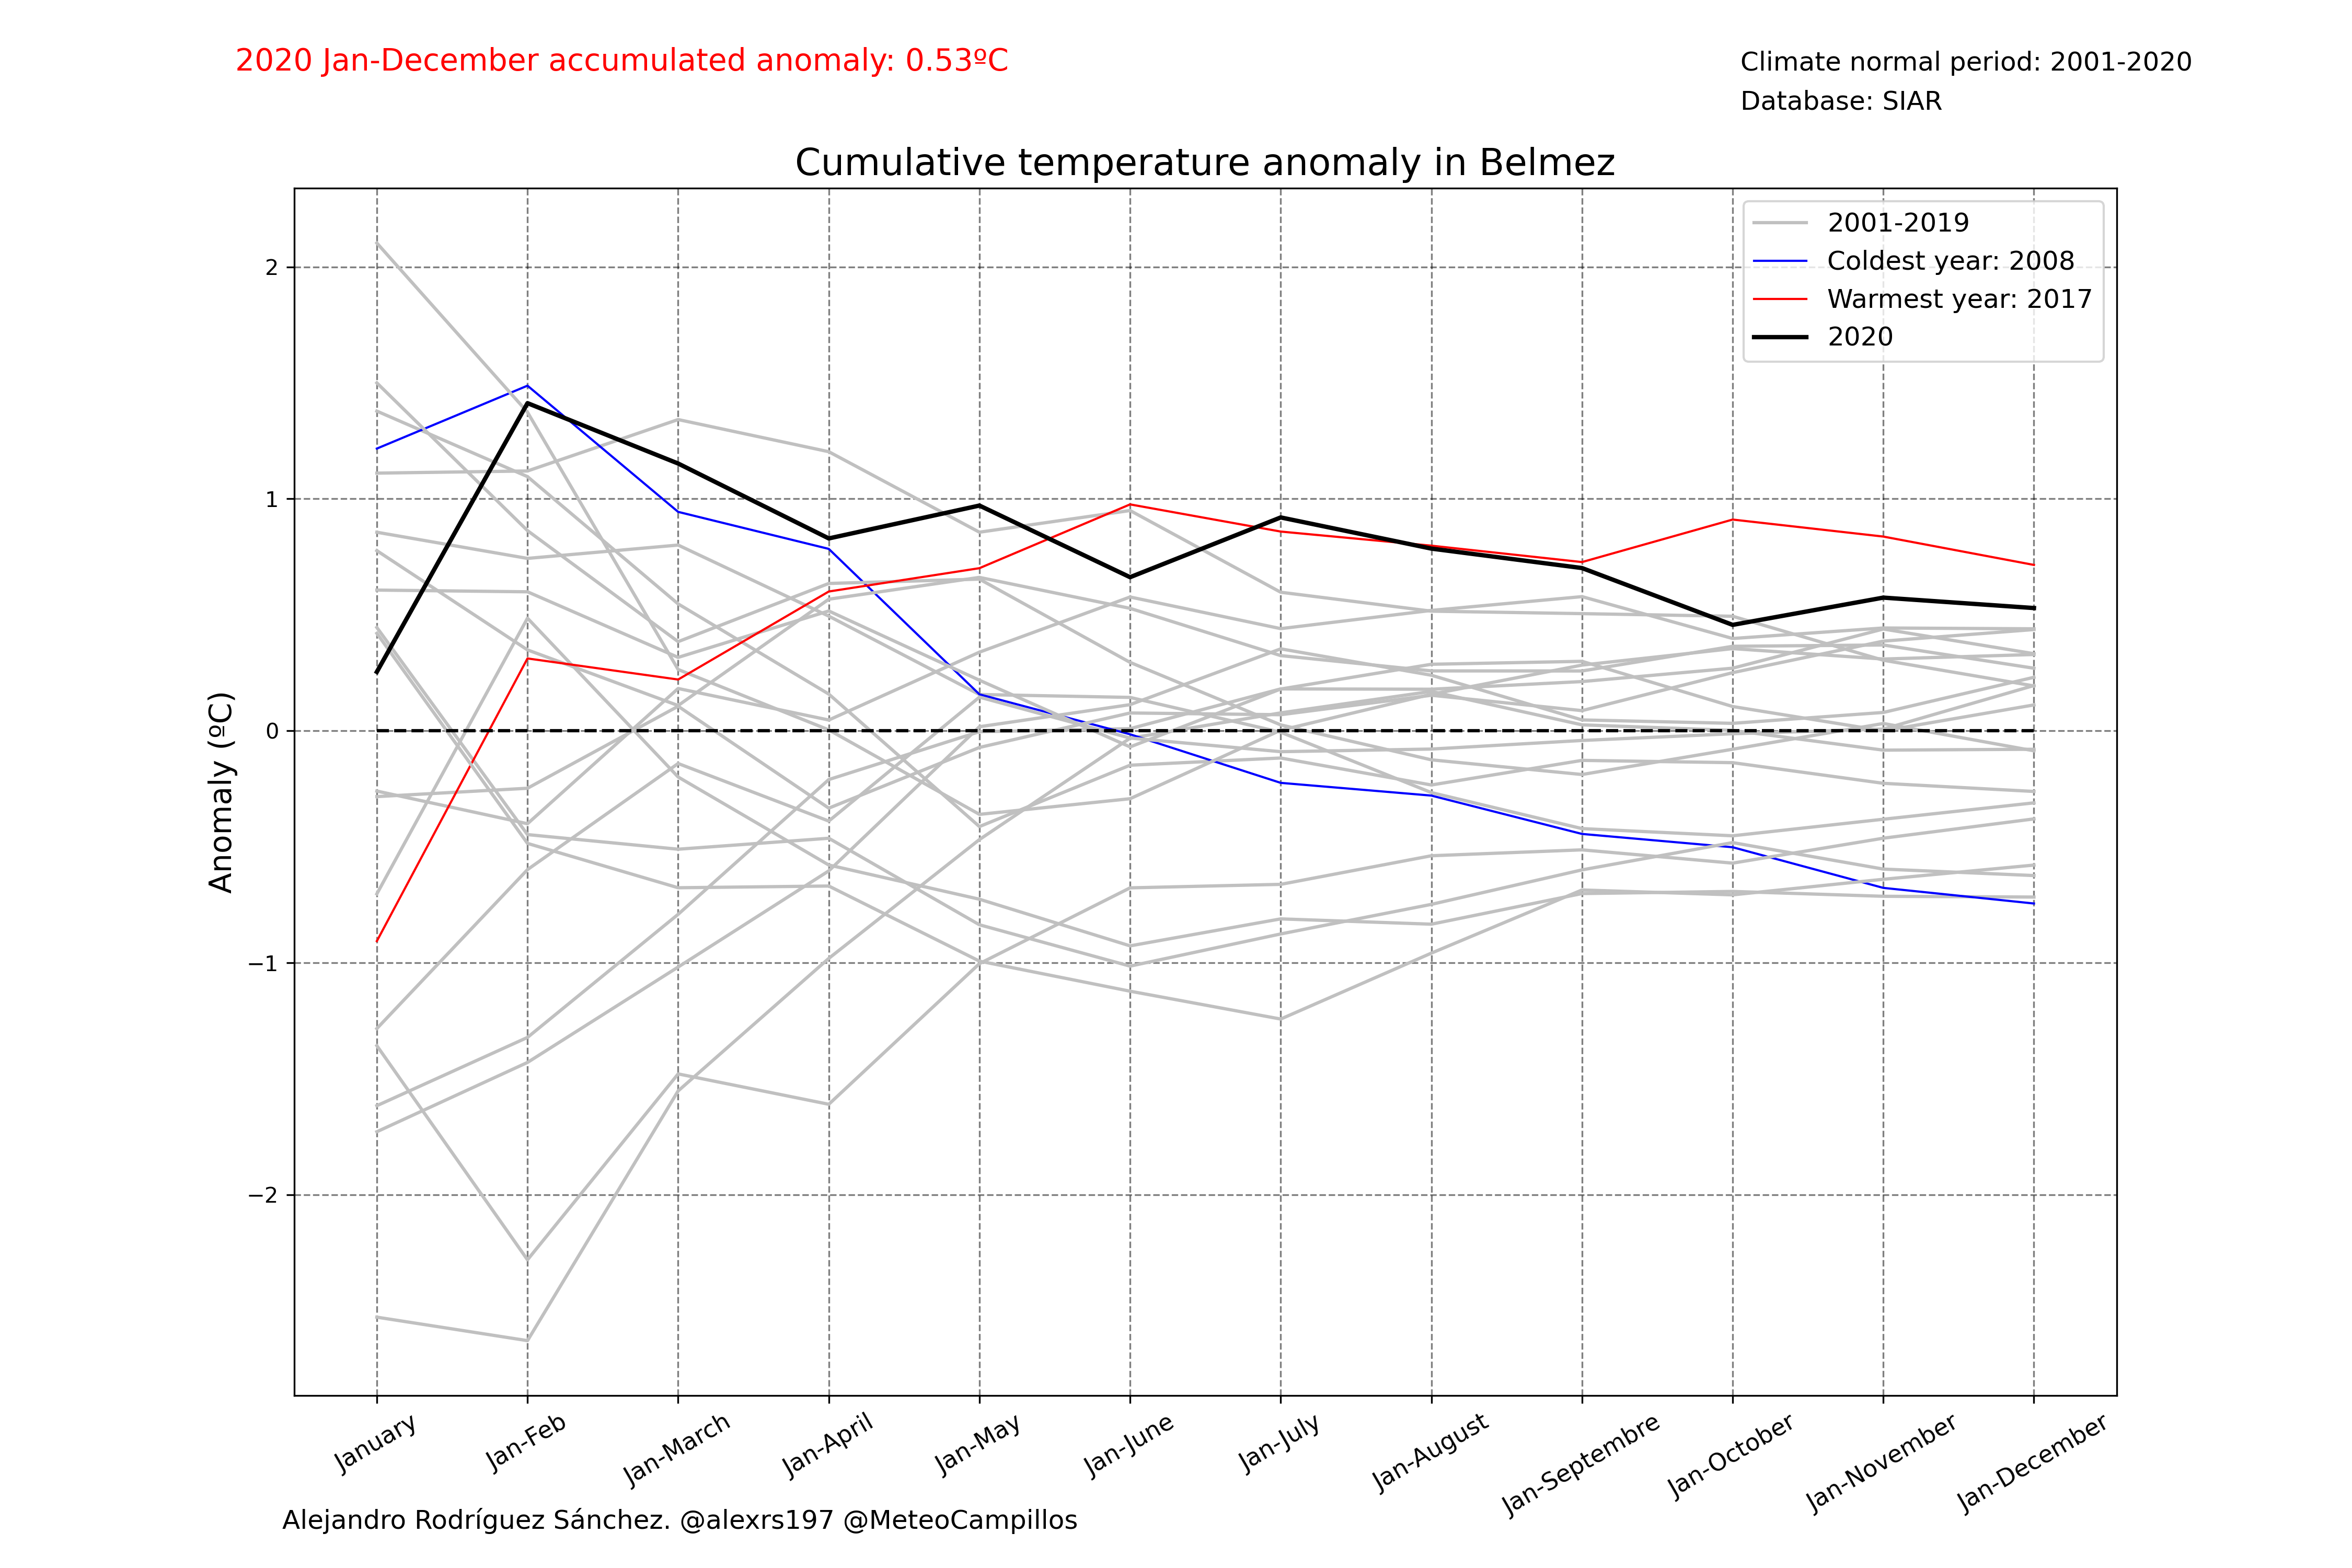 2020 Jan-December accumulated anomaly: 0.53ºC
Climate normal period: 2001-2020
Database: SIAR
Cumulative temperature anomaly in Belmez
2001-2019
Coldest year: 2008
Warmest year: 2017
2020
Anomaly (ºC)
2
1
0
−1
−2
January
Jan-Feb
Jan-March
Jan-April
Jan-May
Jan-June
Jan-July
Jan-August
Jan-Septembre
Jan-October
Jan-November
Jan-December
Alejandro Rodríguez Sánchez. @alexrs197 @MeteoCampillos